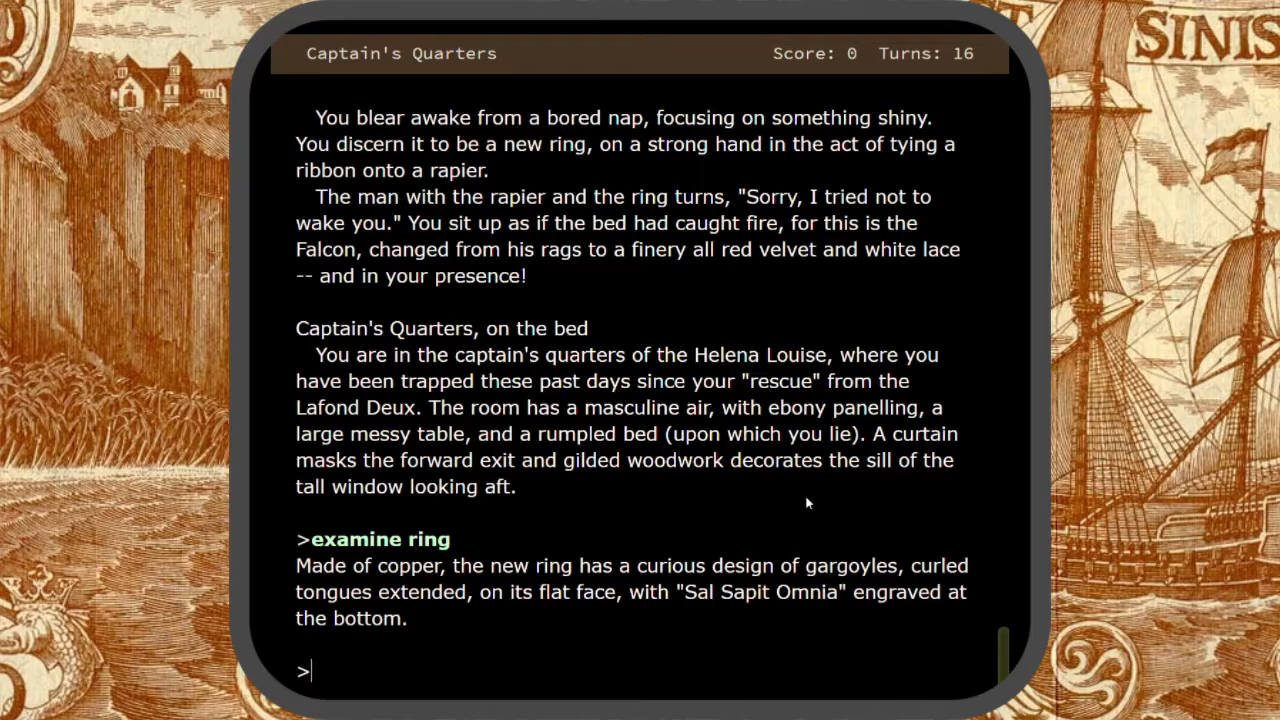 SINIS
Captain's Quarters Score: 0 Turns: 16
You blear awake from a bored nap, focusing on something shiny.
You discern it to be a new ring, on a strong hand in the act of tying a
ribbon onto a rapier.
The man with the rapier and the ring turns, "Sorry, I tried not to
wake you." You sit up as if the bed had caught fire, for this is the
Falcon, changed from his rags to a finery all red velvet and white lace
-- and in your presence!
Captain's Quarters, on the bed
You are in the captain's quarters of the Helena Louise, where you
have been trapped these past days since your "rescue" from the
Lafond Deux. The room has a masculine air, with ebony panelling, a
large messy table, and a rumpled bed (upon which you lie). A curtain
masks the forward exit and gilded woodwork decorates the sill of the
tall window looking aft.
>examine ring
Made of copper, the new ring has a curious design of gargoyles, curled
tongues extended, on its flat face, with "Sal Sapit Omnia" engraved at
the bottom.
>